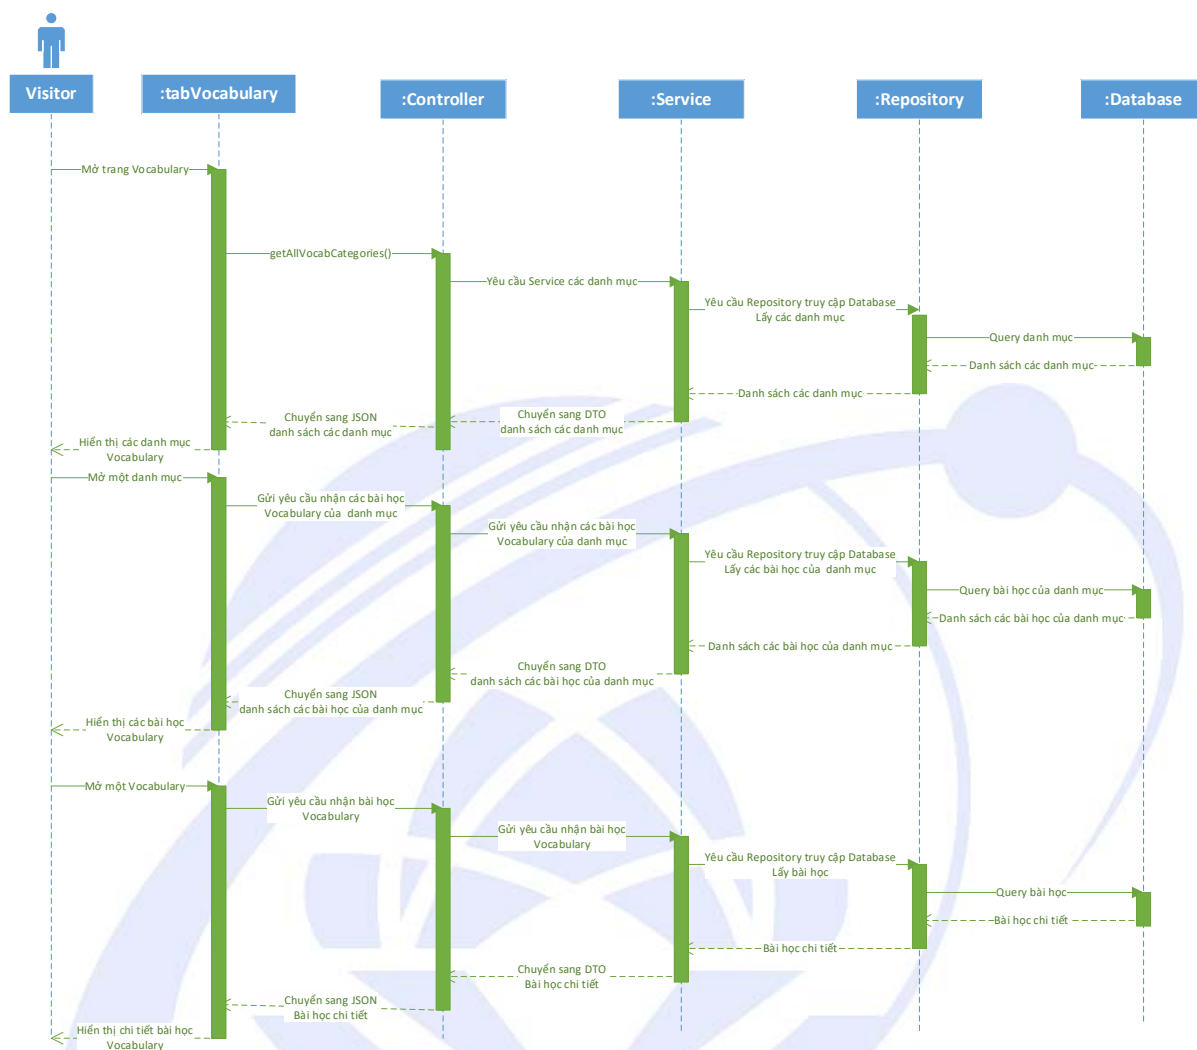 Visitor
:tabVocabulary
:Controller
:Service
:Repository
:Database
Mở trang Vocabulary
getAllVocabCategories()
Yêu cầu Service các danh mục
Yêu cầu Repository truy cập Database
Lấy các danh mục
Query danh mục
Danh sách các danh mục
Danh sách các danh mục
Chuyển sang DTO
danh sách các danh mục
Chuyển sang JSON
danh sách các danh mục
Hiển thị các danh mục
Vocabulary
Mở một danh mục
Gửi yêu cầu nhận các bài học
Vocabulary của danh mục
Gửi yêu cầu nhận các bài học
Vocabulary của danh mục
Yêu cầu Repository truy cập Database
Lấy các bài học của danh mục
Query bài học của danh mục
Danh sách các bài học của danh mục
Danh sách các bài học của danh mục
Chuyển sang DTO
danh sách các bài học của danh mục
Chuyển sang JSON
danh sách các bài học của danh mục
Hiển thị các bài học
Vocabulary
Mở một Vocabulary
Gửi yêu cầu nhận bài học
Vocabulary
Gửi yêu cầu nhận bài học
Vocabulary
Yêu cầu Repository truy cập Database
Lấy bài học
Query bài học
Bài học chi tiết
Bài học chi tiết
Chuyển sang DTO
Bài học chi tiết
Chuyển sang JSON
Bài học chi tiết
Hiển thị chi tiết bài học
Vocabulary